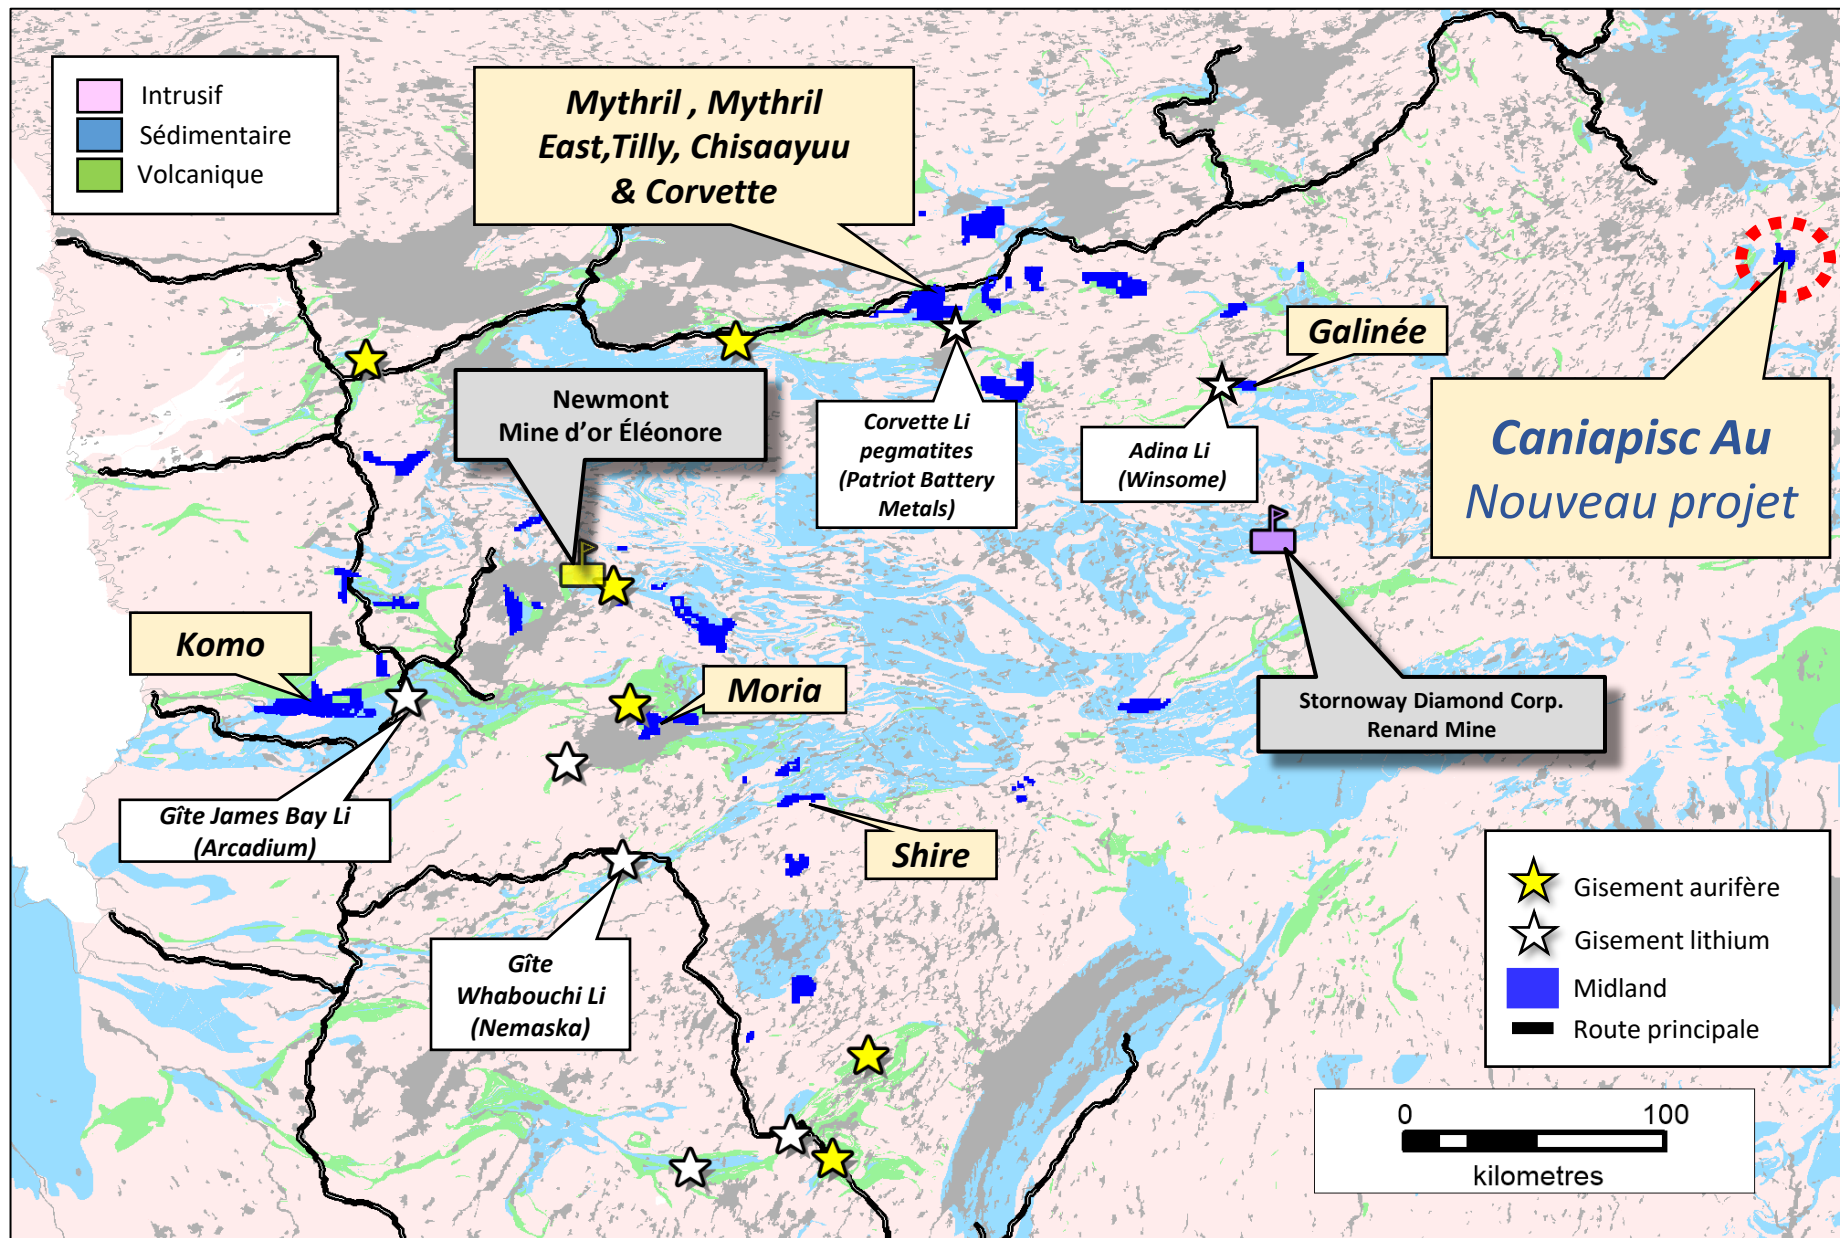 Intrusif
Sédimentaire
Volcanique
Mythril , Mythril
East,Tilly, Chisaayuu
& Corvette
Galinée
Newmont
Mine d'or Éléonore
Corvette Li
pegmatites
(Patriot Battery
Metals)
Adina Li
(Winsome)
Caniapisc Au
Nouveau projet
Komo
Moria
Stornoway Diamond Corp.
Renard Mine
Gîte James Bay Li
(Arcadium)
Shire
Gîte
Whabouchi Li
(Nemaska)
Gisement aurifère
Gisement lithium
Midland
Route principale
0 100
kilometres